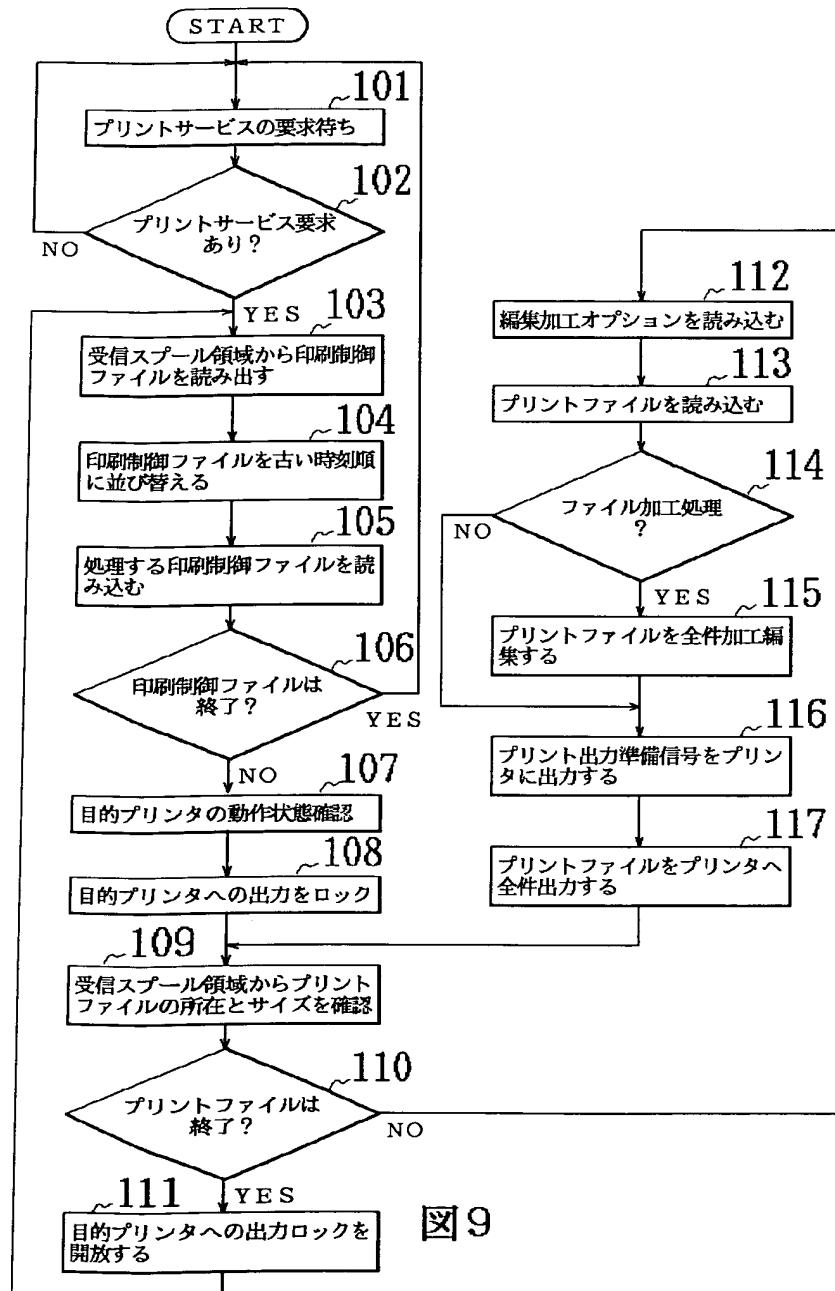 START
101
プリントサービスの要求待ち
102
プリントサービス要求
あり?
NO
YES
103
受信スプール領域から印刷制御
ファイルを読み出す
104
印刷制御ファイルを古い時刻順
に並び替える
105
処理する印刷制御ファイルを読
み込む
106
印刷制御ファイルは
終了?
YES
NO
107
目的プリンタの動作状態確認
108
目的プリンタへの出力をロック
109
受信スプール領域からプリント
ファイルの所在とサイズを確認
110
プリントファイルは
終了?
NO
YES
111
目的プリンタへの出力ロックを
開放する
112
編集加工オプションを読み込む
113
プリントファイルを読み込む
114
ファイル加工処理
?
NO
YES
115
プリントファイルを全件加工編
集する
116
プリント出力準備信号をプリン
タに出力する
117
プリントファイルをプリンタへ
全件出力する
図9